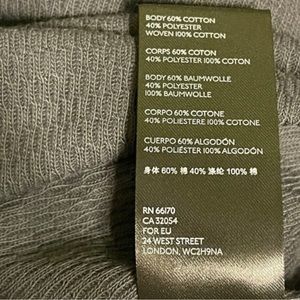 BODY 60% COTTON
40% POLYESTER
WOVEN 100% COTTON
CORPS 60% COTON
40% POLYESTER 100% COTON
BODY 60% BAUMWOLLE
40% POLYESTER
100% BAUMWOLLE
CORPO 60% COTONE
40% POLIESTERE 100% COTONE
CUERPO 60% ALGODÓN
40% POLIÉSTER 100% ALGODÓN
身体 60% 棉 40% 涤纶 100% 棉
RN 66170
CA 32054
FOR EU
24 WEST STREET
LONDON, WC2H9NA